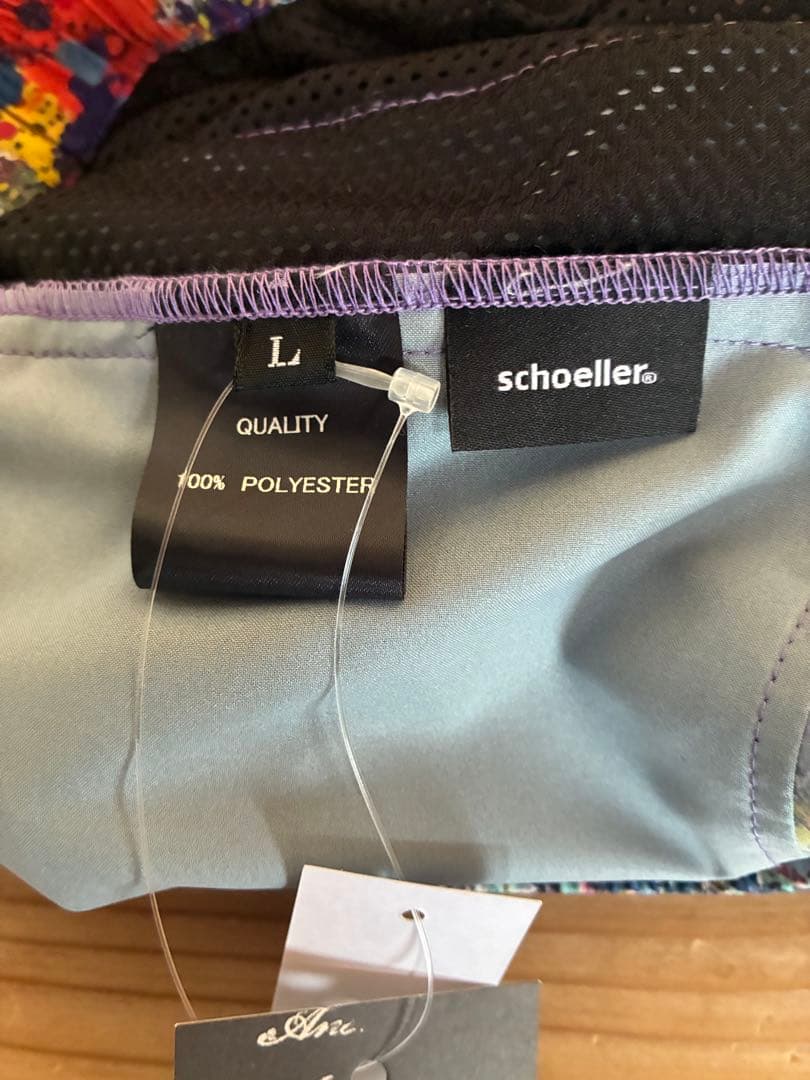 L
QUALITY
100% POLYESTER
schoeller®